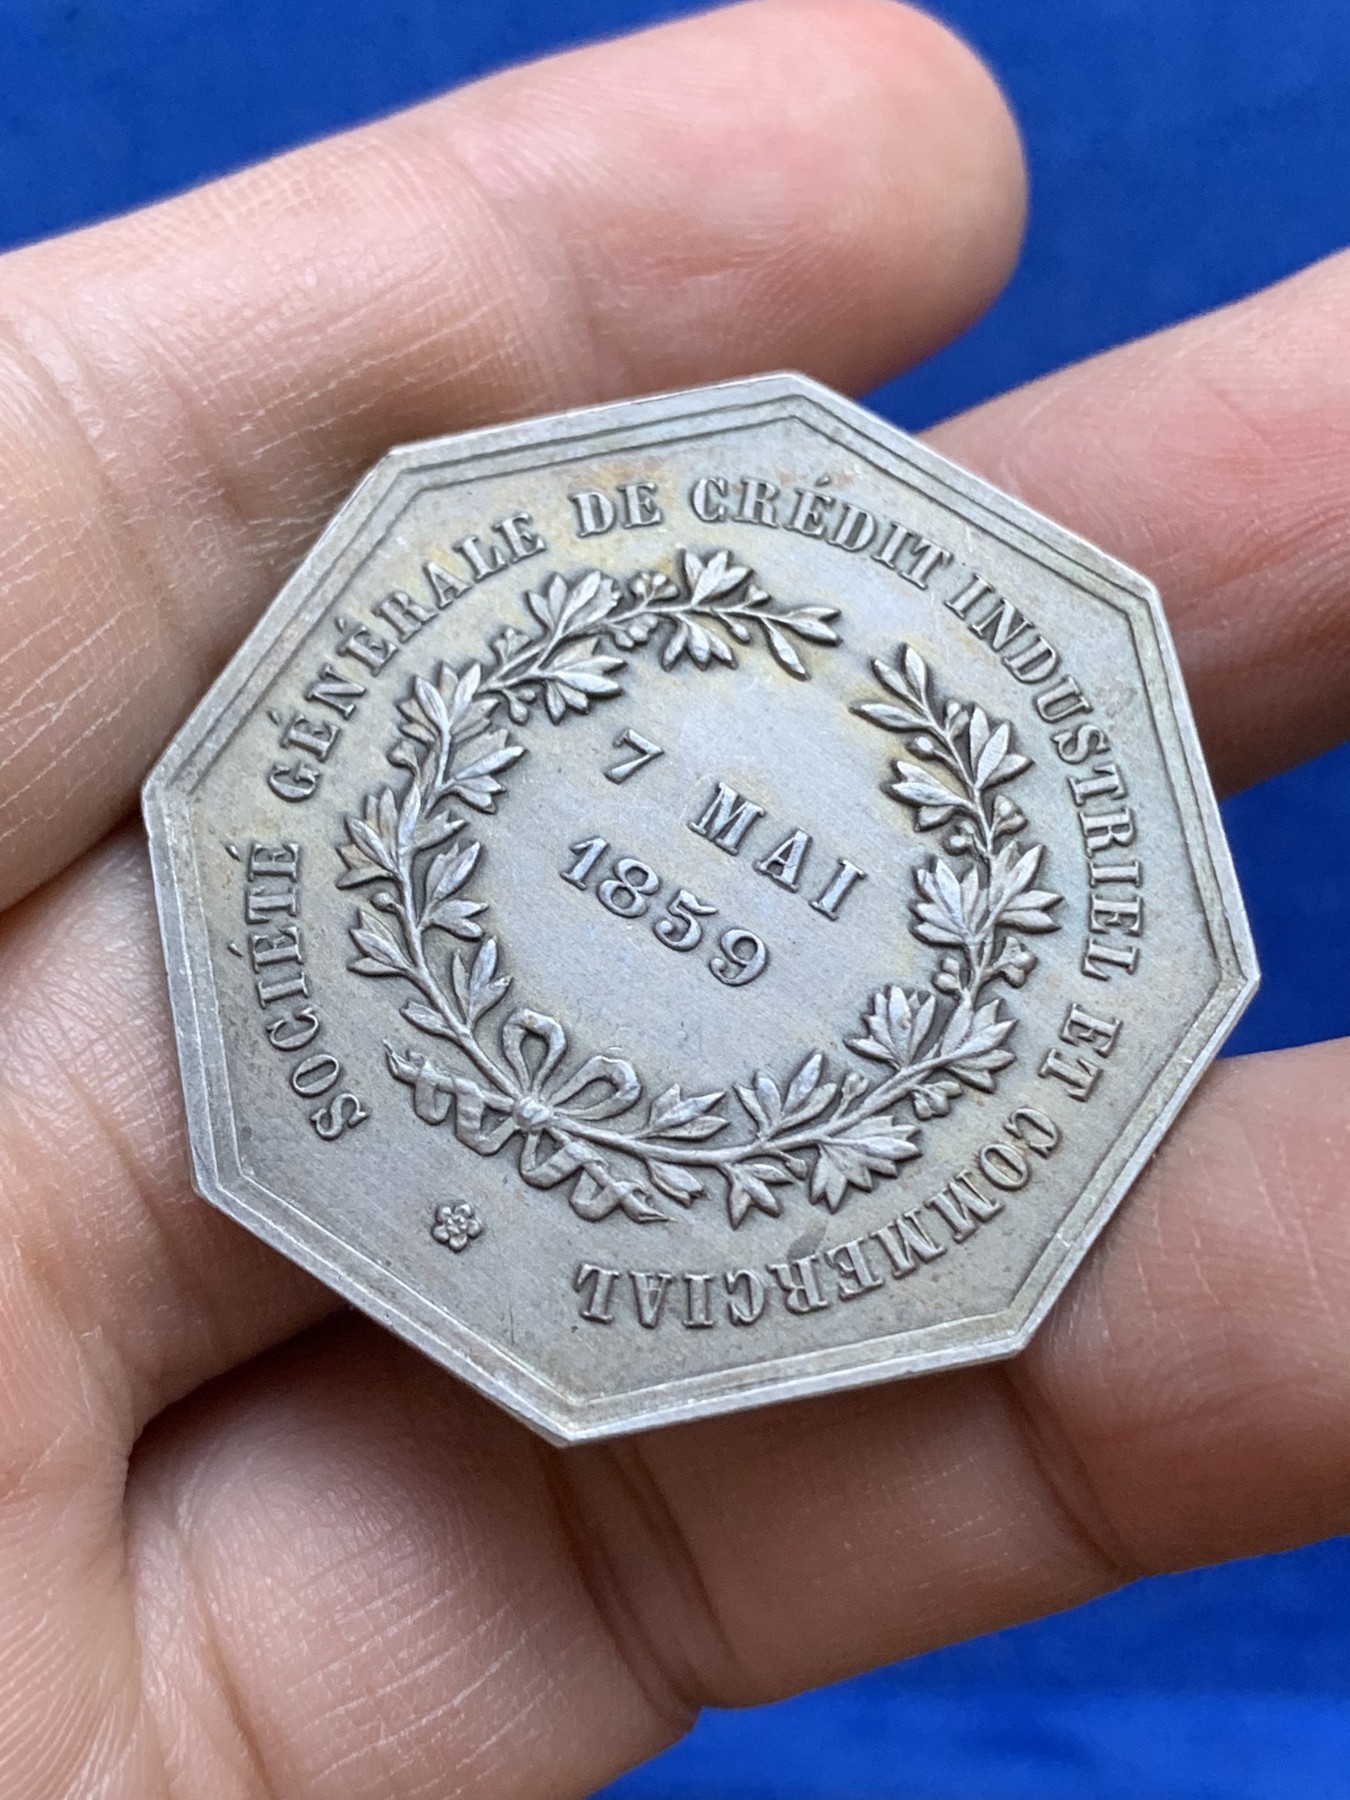 SOCIÉTÉ GÉNÉRALE DE CRÉDIT INDUSTRIEL ET COMMERCIAL
7 MAI
1859